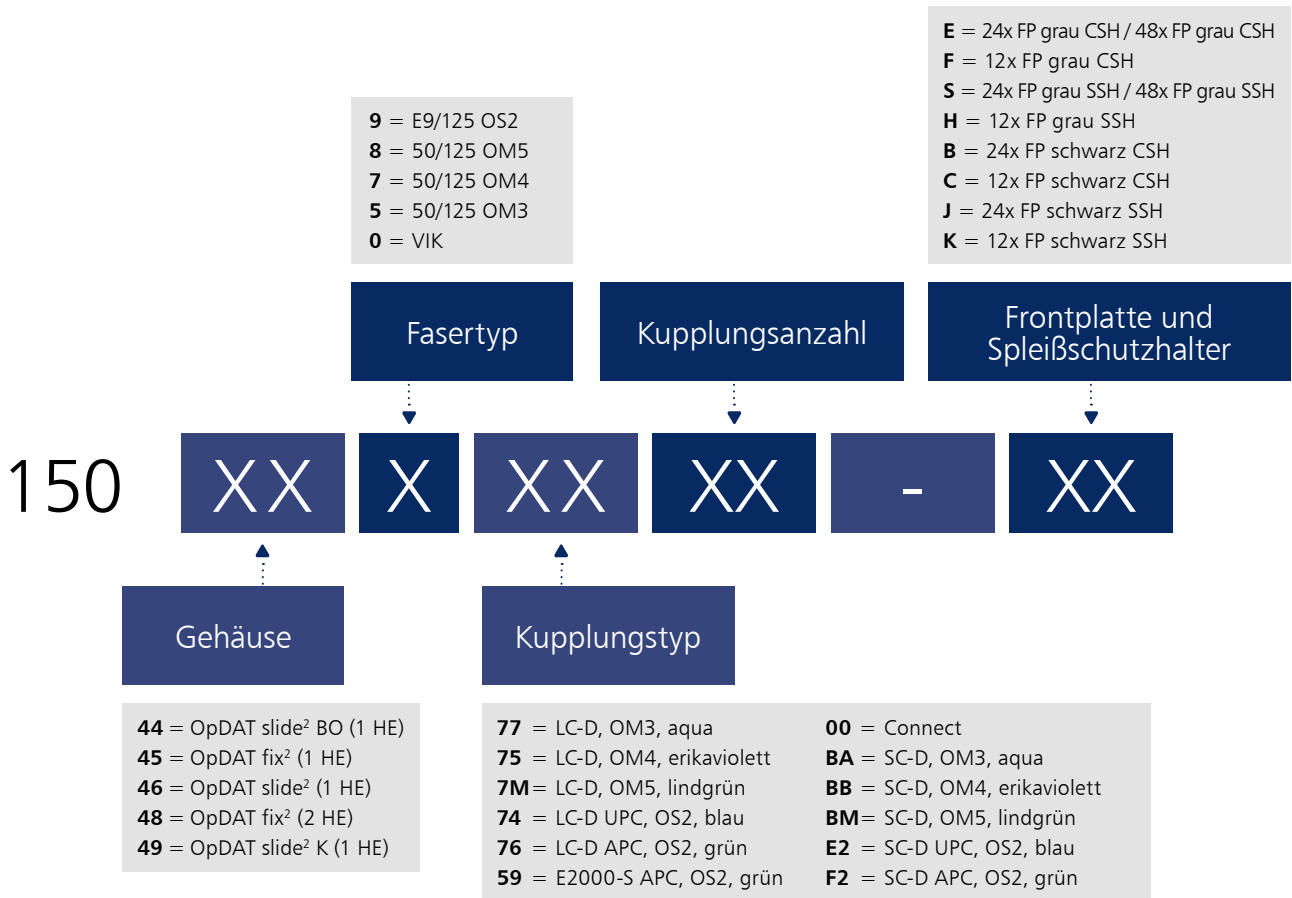 E = 24x FP grau CSH / 48x FP grau CSH
F = 12x FP grau CSH
S = 24x FP grau SSH / 48x FP grau SSH
H = 12x FP grau SSH
B = 24x FP schwarz CSH
C = 12x FP schwarz CSH
J = 24x FP schwarz SSH
K = 12x FP schwarz SSH
9 = E9/125 OS2
8 = 50/125 OM5
7 = 50/125 OM4
5 = 50/125 OM3
0 = VIK
Fasertyp
Kupplungsanzahl
Frontplatte und
Spleißschutzhalter
150 XX X XX XX - XX
Gehäuse
Kupplungstyp
44 = OpDAT slide² BO (1 HE)
45 = OpDAT fix² (1 HE)
46 = OpDAT slide² (1 HE)
48 = OpDAT fix² (2 HE)
49 = OpDAT slide² K (1 HE)
77 = LC-D, OM3, aqua
75 = LC-D, OM4, erikaviolett
7M = LC-D, OM5, lindgrün
74 = LC-D UPC, OS2, blau
76 = LC-D APC, OS2, grün
59 = E2000-S APC, OS2, grün
00 = Connect
BA = SC-D, OM3, aqua
BB = SC-D, OM4, erikaviolett
BM = SC-D, OM5, lindgrün
E2 = SC-D UPC, OS2, blau
F2 = SC-D APC, OS2, grün